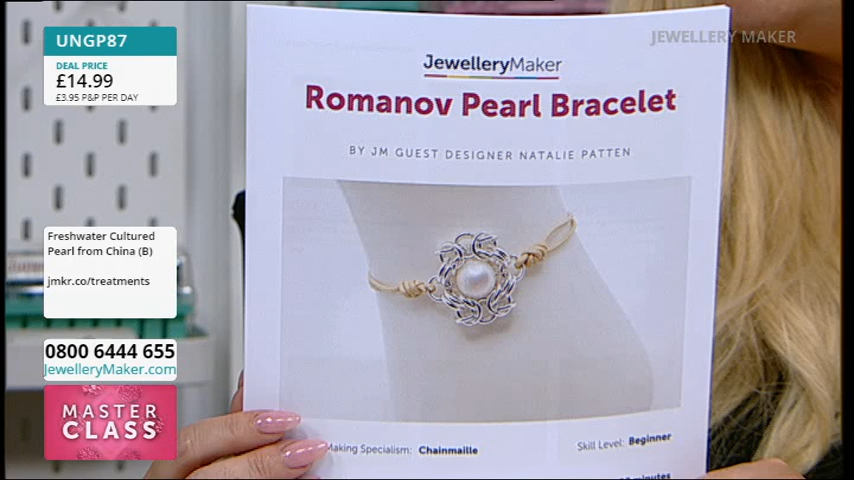 UNGP87
DEAL PRICE
£14.99
£3.95 P&P PER DAY
Freshwater Cultured
Pearl from China (B)
jmkr.co/treatments
0800 6444 655
JewelleryMaker.com
MASTER
CLASS
JEWELLERY MAKER
JewelleryMaker
Romanov Pearl Bracelet
BY JM GUEST DESIGNER NATALIE PATTEN
Making Specialism: Chainmaille
Skill Level: Beginner
minutes